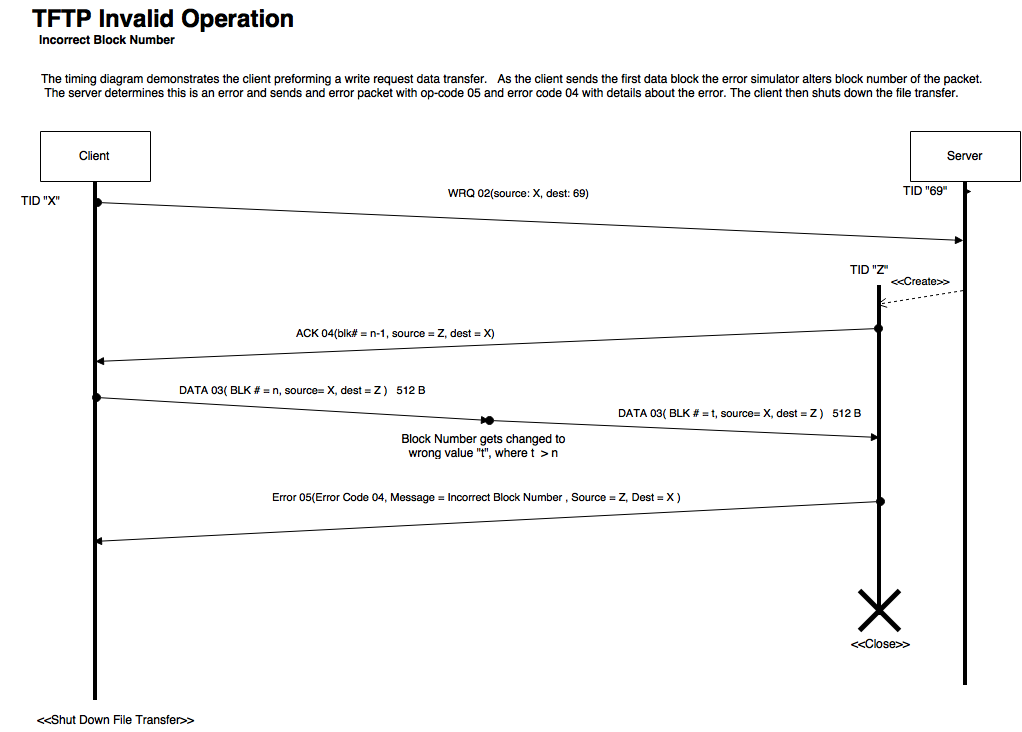 TFTP Invalid Operation
Incorrect Block Number
The timing diagram demonstrates the client preforming a write request data transfer. As the client sends the first data block the error simulator alters block number of the packet.
The server determines this is an error and sends and error packet with op-code 05 and error code 04 with details about the error. The client then shuts down the file transfer.
Client
Server
TID "X"
WRQ 02(source: X, dest: 69)
TID "69"
TID "Z"
<<Create>>
ACK 04(blk# = n-1, source = Z, dest = X)
DATA 03( BLK # = n, source= X, dest = Z ) 512 B
DATA 03( BLK # = t, source= X, dest = Z ) 512 B
Block Number gets changed to
wrong value "t", where t > n
Error 05(Error Code 04, Message = Incorrect Block Number , Source = Z, Dest = X )
<<Close>>
<<Shut Down File Transfer>>